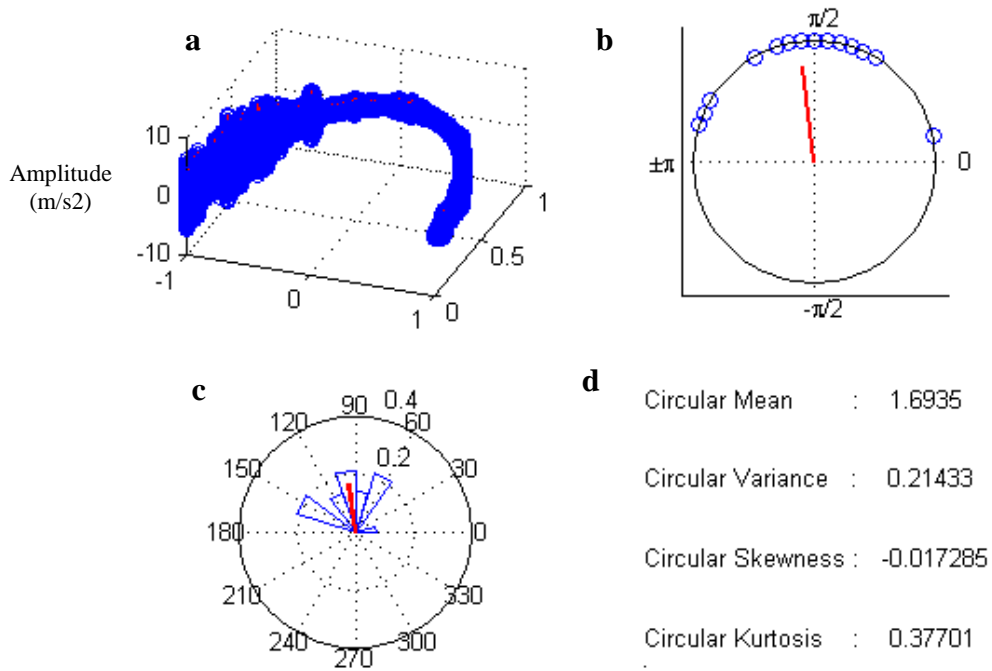 a
10
0
-10
Amplitude
(m/s2)
-1
0
1
0
0.5
1
b
π/2
±π
0
-π/2
c
90
0.4
120
60
0.2
150
30
180
0
210
330
240
300
270
d
Circular Mean : 1.6935
Circular Variance : 0.21433
Circular Skewness : -0.017285
Circular Kurtosis : 0.37701